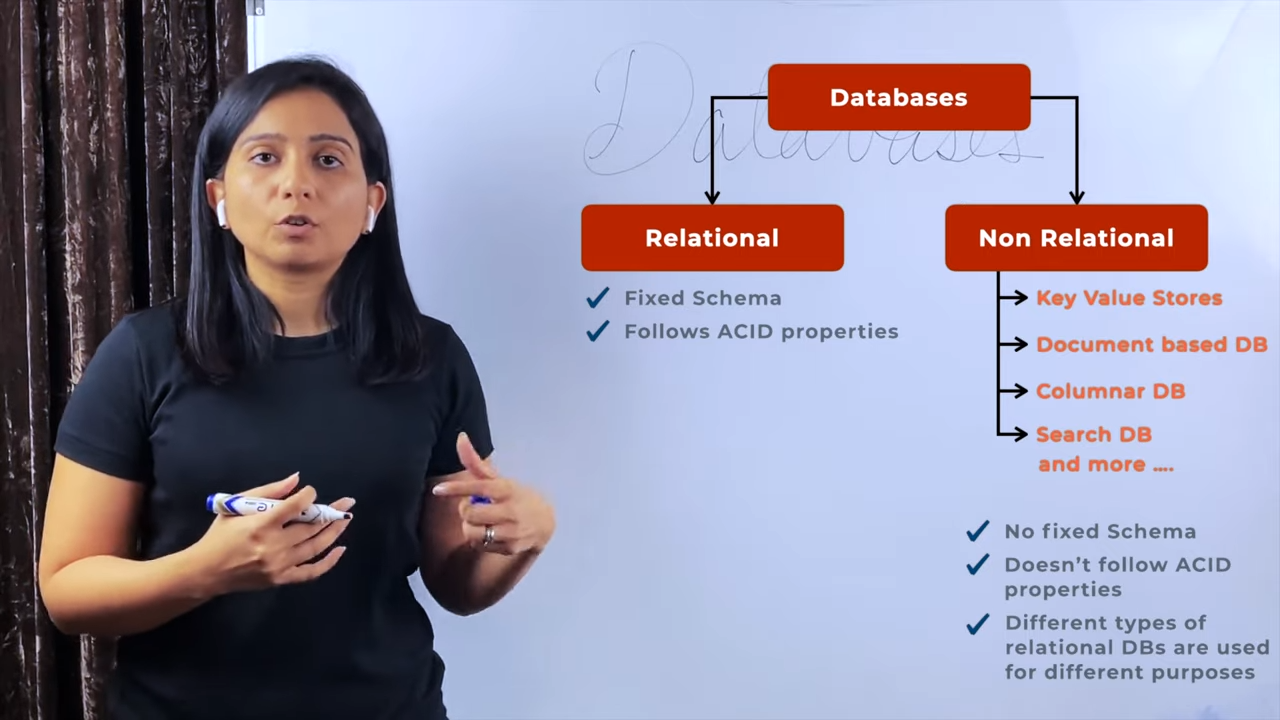 Databases
Databases
Relational
Non Relational
Fixed Schema
Follows ACID properties
Key Value Stores
Document based DB
Columnar DB
Search DB
and more ....
No fixed Schema
Doesn't follow ACID
properties
Different types of
relational DBs are used
for different purposes